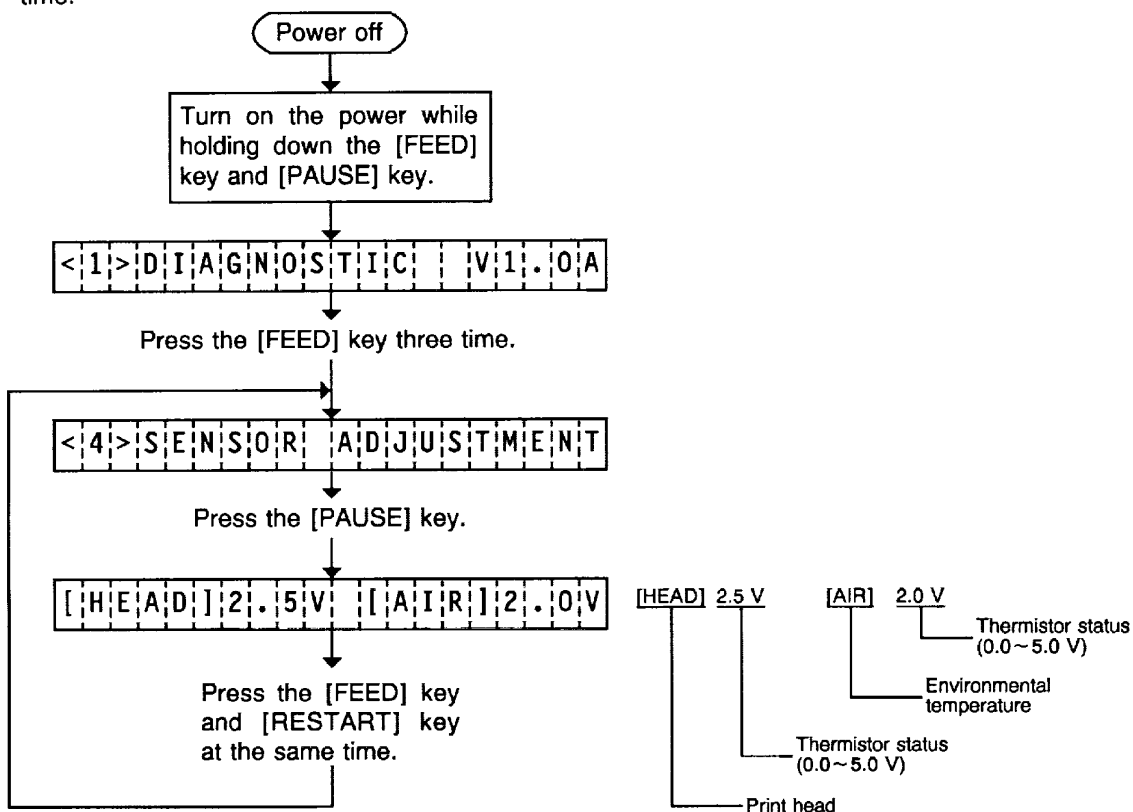 time.
Power off
Turn on the power while
holding down the [FEED]
key and [PAUSE] key.
<1>DIAGNOSTIC  V1.0A
Press the [FEED] key three time.
<4>SENSOR ADJUSTMENT
Press the [PAUSE] key.
[HEAD]2.5V [AIR]2.0V
[HEAD] 2.5 V [AIR] 2.0 V
Thermistor status
(0.0~5.0 V)
Environmental
temperature
Thermistor status
(0.0~5.0 V)
Print head
Press the [FEED] key
and [RESTART] key
at the same time.